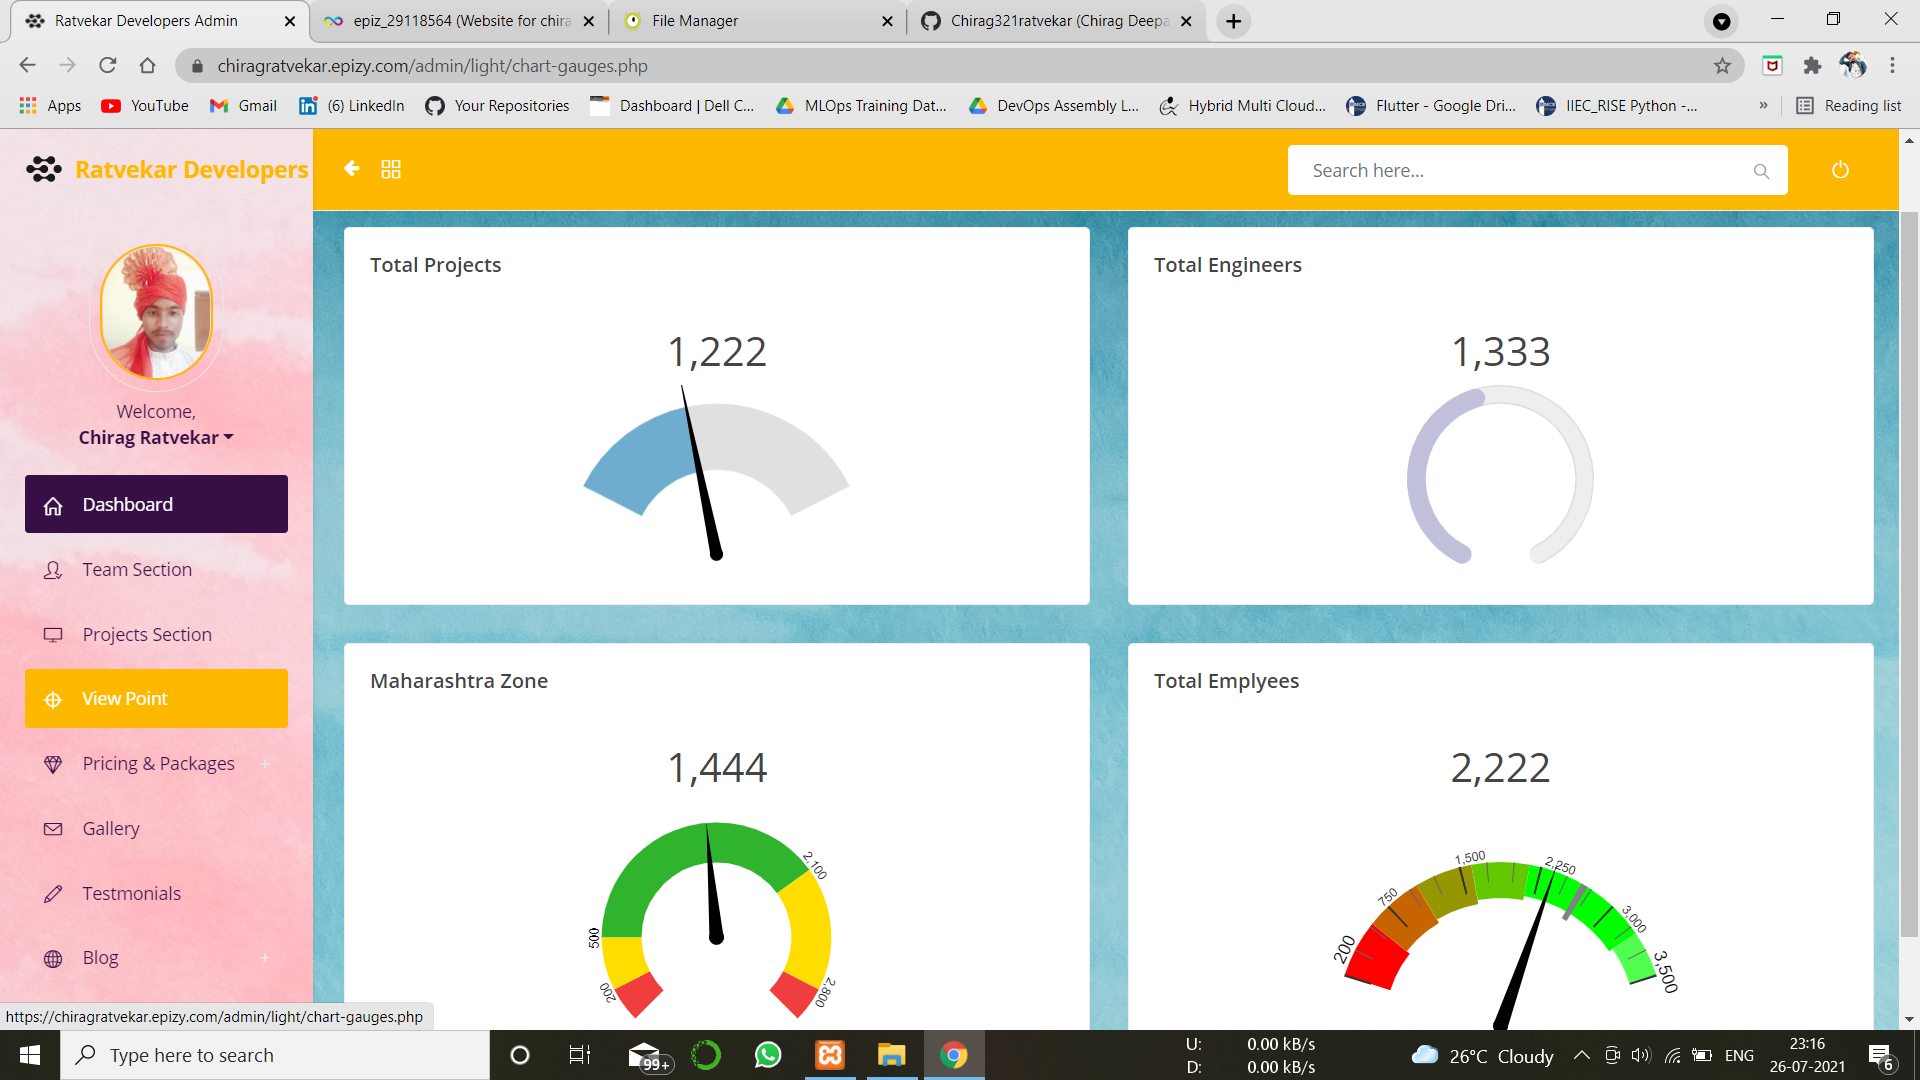 Ratvekar Developers Admin
epiz_29118564 (Website for chira
File Manager
Chirag321ratvekar (Chirag Deepa
chiragratvekar.epizy.com/admin/light/chart-gauges.php
Apps
YouTube
Gmail
(6) LinkedIn
Your Repositories
Dashboard | Dell C...
MLOps Training Dat...
DevOps Assembly L...
Hybrid Multi Cloud...
Flutter - Google Dri...
IIEC_RISE Python -...
»
Reading list
Ratvekar Developers
Search here...
Welcome,
Chirag Ratvekar
Dashboard
Team Section
Projects Section
View Point
Pricing & Packages +
Gallery
Testmonials
Blog +
Total Projects
1,222
Total Engineers
1,333
Maharashtra Zone
1,444
200
500
2,100
2,800
Total Emplyees
2,222
200
750
1,500
2,250
3,000
3,500
https://chiragratvekar.epizy.com/admin/light/chart-gauges.php
Type here to search
99+
U: 0.00 kB/s
D: 0.00 kB/s
26°C Cloudy
ENG
23:16
26-07-2021
6